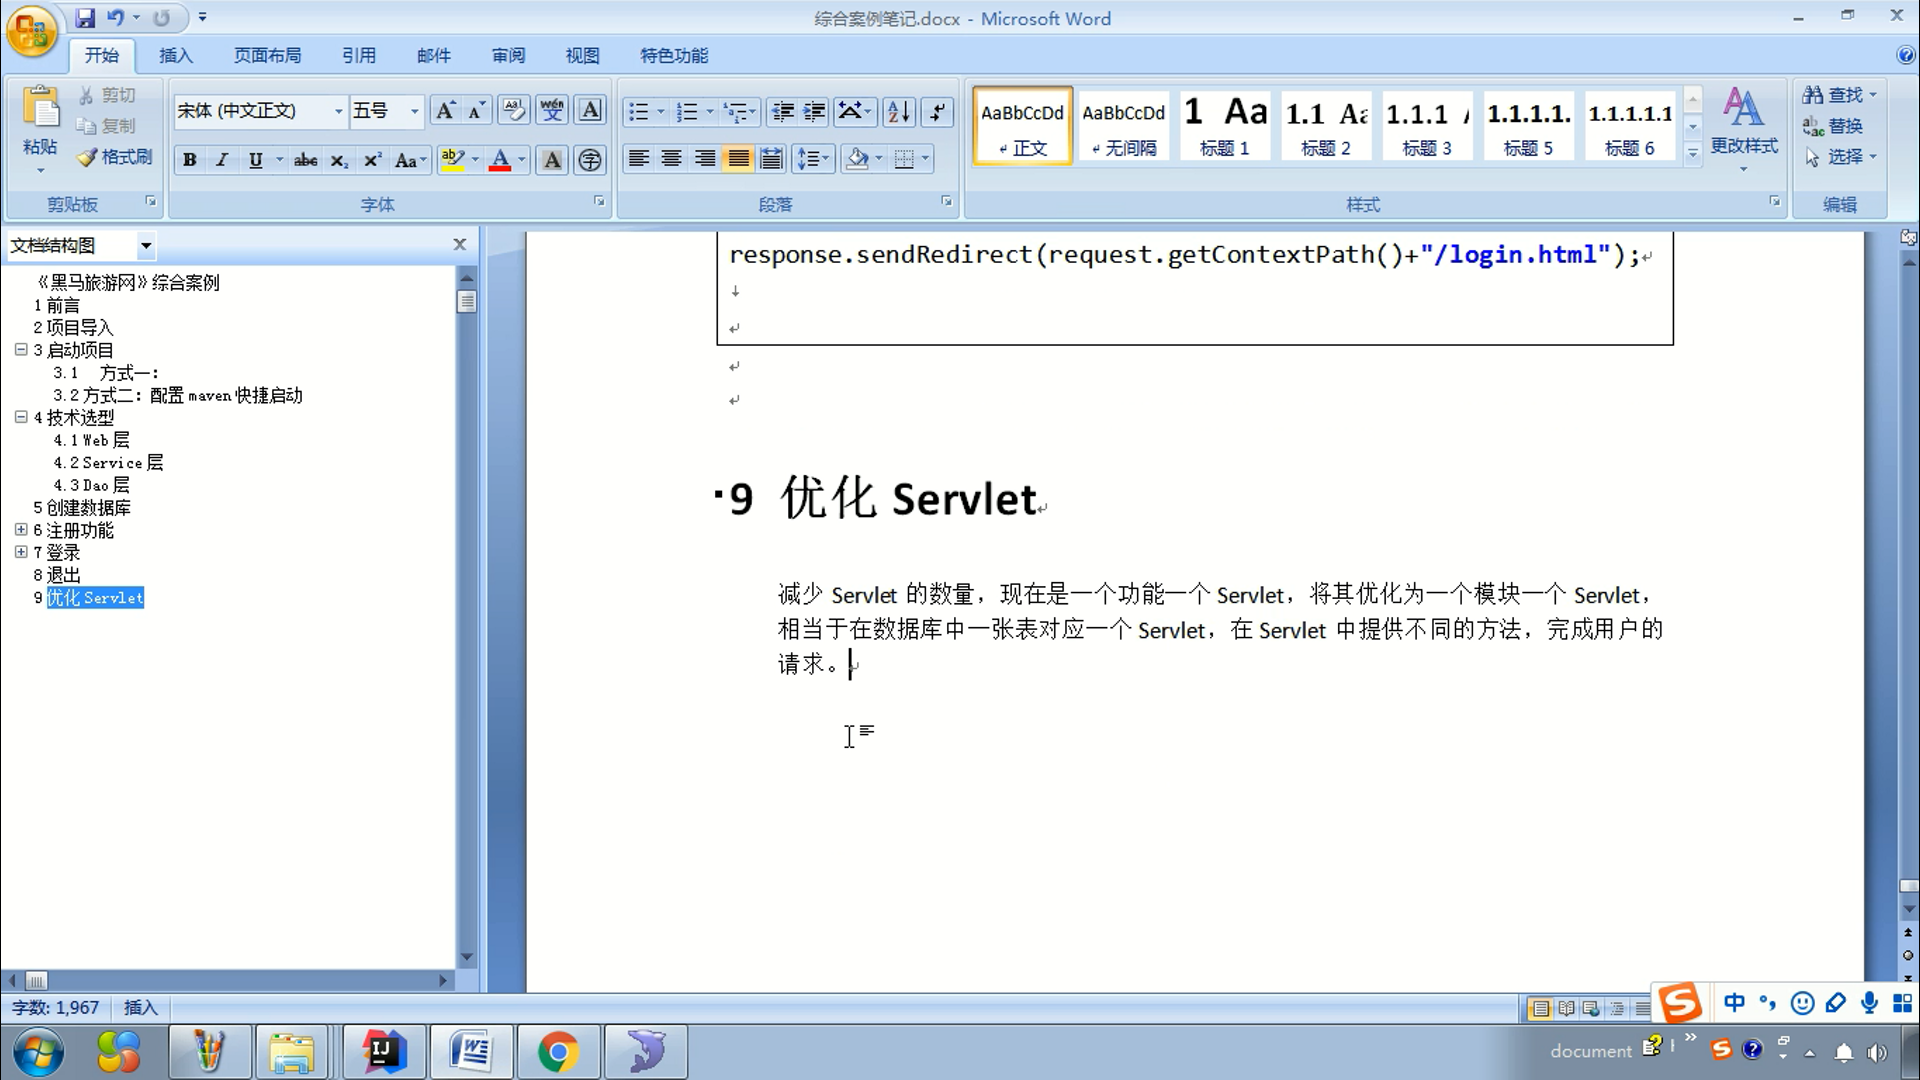 综合案例笔记.docx - Microsoft Word
开始 插入 页面布局 引用 邮件 审阅 视图 特色功能
粘贴 剪切 复制 格式刷
剪贴板
宋体 (中文正文) 五号
B I U abc x₂ x² Aa
字体
段落
AaBbCcDd AaBbCcDd 1 Aa 1.1 Aa 1.1.1 1.1.1.1. 1.1.1.1.1
正文 无间隔 标题 1 标题 2 标题 3 标题 5 标题 6
更改样式
样式
查找
替换
选择
编辑
文档结构图
《黑马旅游网》综合案例
1 前言
2 项目导入
3 启动项目
3.1 方式一：
3.2 方式二：配置 maven 快捷启动
4 技术选型
4.1 Web 层
4.2 Service 层
4.3 Dao 层
5 创建数据库
6 注册功能
7 登录
8 退出
9 优化 Servlet
response.sendRedirect(request.getContextPath()+"/login.html");
9 优化 Servlet
减少 Servlet 的数量，现在是一个功能一个 Servlet，将其优化为一个模块一个 Servlet，
相当于在数据库中一张表对应一个 Servlet，在 Servlet 中提供不同的方法，完成用户的
请求。
字数: 1,967 插入
中
document